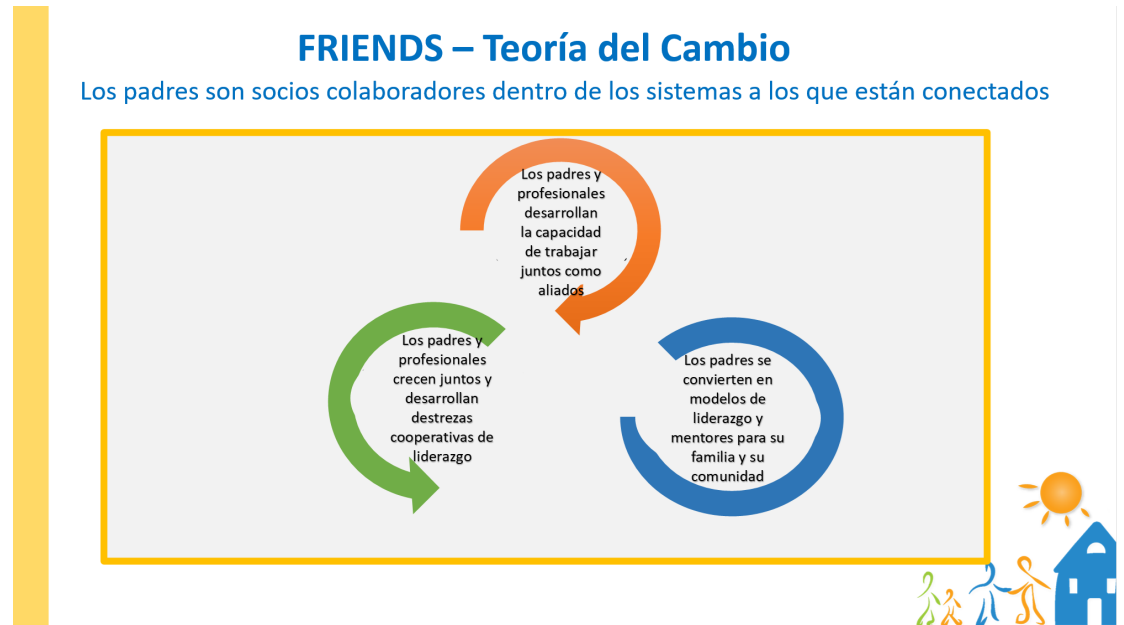 FRIENDS – Teoría del Cambio
Los padres son socios colaboradores dentro de los sistemas a los que están conectados
Los padres y
profesionales
desarrollan
la capacidad
de trabajar
juntos como
aliados
Los padres y
profesionales
crecen juntos y
desarrollan
destrezas
cooperativas de
liderazgo
Los padres se
convierten en
modelos de
liderazgo y
mentores para su
familia y su
comunidad